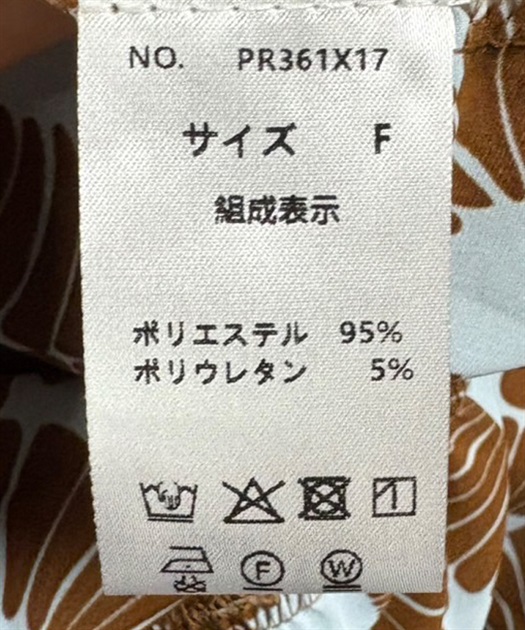 NO. PR361X17
サイズ F
組成表示
ポリエステル 95%
ポリウレタン 5%
F W